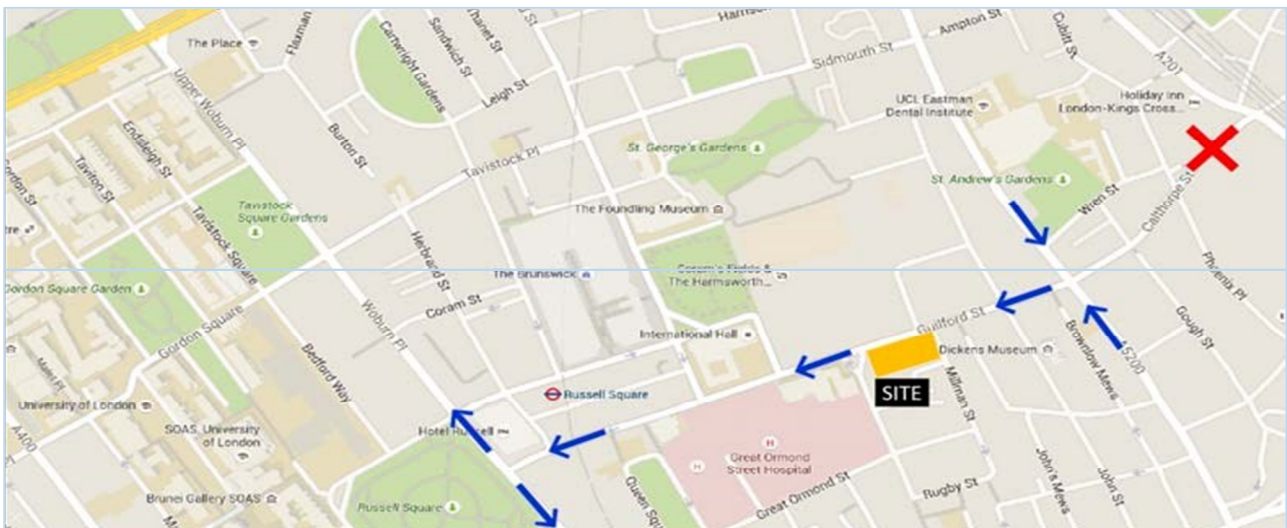 Harris
Ampton St
Cubitt St
A201
The Place
Flaxman
Cartwright Gardens
Sandwich St
Thanet St
Leigh St
Sidmouth St
UCL Eastman
Dental Institute
Holiday Inn
London-Kings Cross...
Upper Woburn Pl
Endsleigh St
Taviton St
Gordon St
Burton St
Tavistock Pl
St. George's Gardens
St. Andrew's Gardens
Wren St
Calthorpe St
Tavistock
Square Gardens
Tavistock Square
The Foundling Museum
tre
Herbrand St
The Brunswick
Coram's Fields &
The Harmsworth...
Phoenix Pl
Gordon Square Garden
Coram St
Woburn Pl
Gordon Square
International Hall
Guilford St
Dickens Museum
Brownlow Mews
A5200
Gough St
Malet Pl
Bedford Way
Russell Square
SITE
Millman St
University of London
SOAS, University
of London
A400
Hotel Russell
H
H
Great Ormond
Street Hospital
John's Mews
John St
Brunei Gallery SOAS
Russell Square
Queen Squ
Great Ormond St
Rugby St